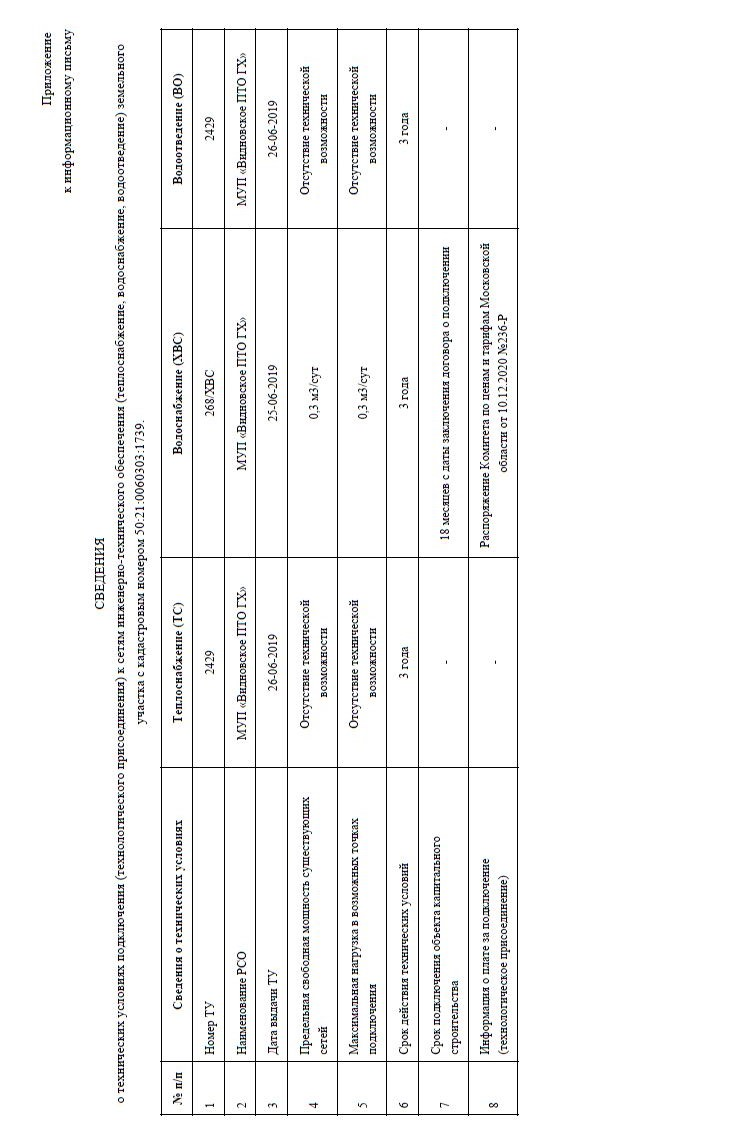 Приложение
к информационному письму
СВЕДЕНИЯ
о технических условиях подключения (технологического присоединения) к сетям инженерно-технического обеспечения (теплоснабжение, водоснабжение, водоотведение) земельного
участка с кадастровым номером 50:21:0060303:1739.
№ п/п Сведения о технических условиях Теплоснабжение (ТС) Водоснабжение (ХВС) Водоотведение (ВО)
1 Номер ТУ 2429 268/ХВС 2429
2 Наименование РСО МУП «Видновское ПТО ГХ» МУП «Видновское ПТО ГХ» МУП «Видновское ПТО ГХ»
3 Дата выдачи ТУ 26-06-2019 25-06-2019 26-06-2019
4 Предельная свободная мощность существующих
сетей
Отсутствие технической
возможности
0,3 м3/сут
Отсутствие технической
возможности
5 Максимальная нагрузка в возможных точках
подключения
Отсутствие технической
возможности
0,3 м3/сут
Отсутствие технической
возможности
6 Срок действия технических условий 3 года 3 года 3 года
7 Срок подключения объекта капитального
строительства
-
18 месяцев с даты заключения договора о подключении
-
8 Информация о плате за подключение
(технологическое присоединение)
-
Распоряжение Комитета по ценам и тарифам Московской
области от 10.12.2020 №236-Р
-